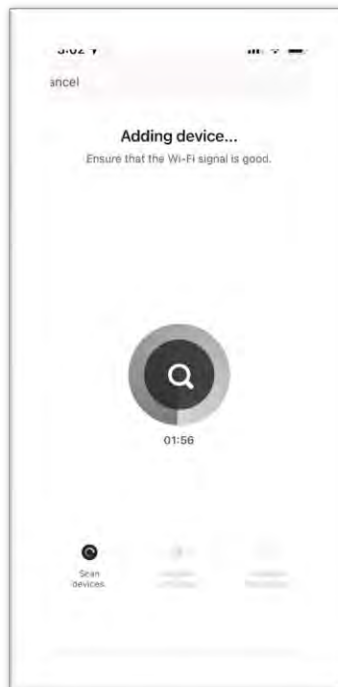 ancel
Adding device...
Ensure that the Wi-Fi signal is good.
01:56
Scan
devices.